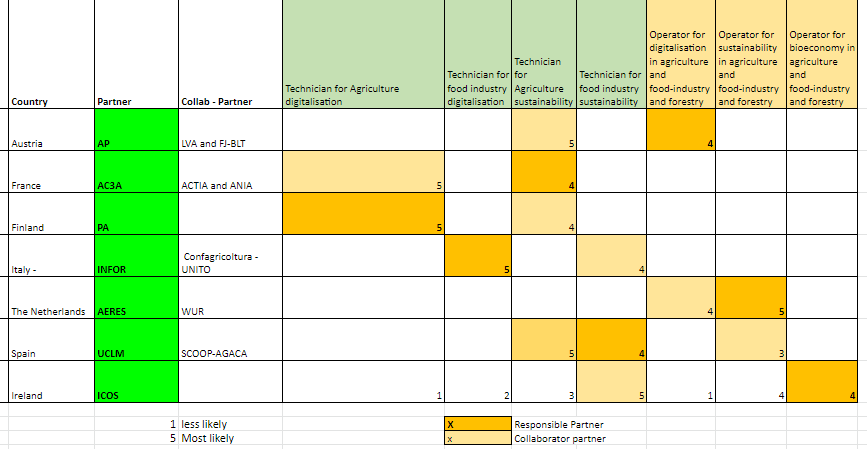 Country
Partner
Collab - Partner
Technician for Agriculture
digitalisation
Technician for
food industry
digitalisation
Technician
for
Agriculture
sustainability
Technician for
food industry
sustainability
Operator for
digitalisation
in agriculture
and
food-industry
and forestry
Operator for
sustainability
in agriculture
and
food-industry
and forestry
Operator for
bioeconomy in
agriculture
and
food-industry
and forestry
Austria AP LVA and FJ-BLT 5 4
France AC3A ACTIA and ANIA 5 4
Finland PA 5 4
Confagricoltura -
Italy - INFOR UNITO 5 4
The Netherlands AERES WUR 4 5
Spain UCLM SCOOP-AGACA 5 4 3
Ireland ICOS 1 2 3 5 1 4 4
1 less likely X Responsible Partner
5 Most likely x Collaborator partner